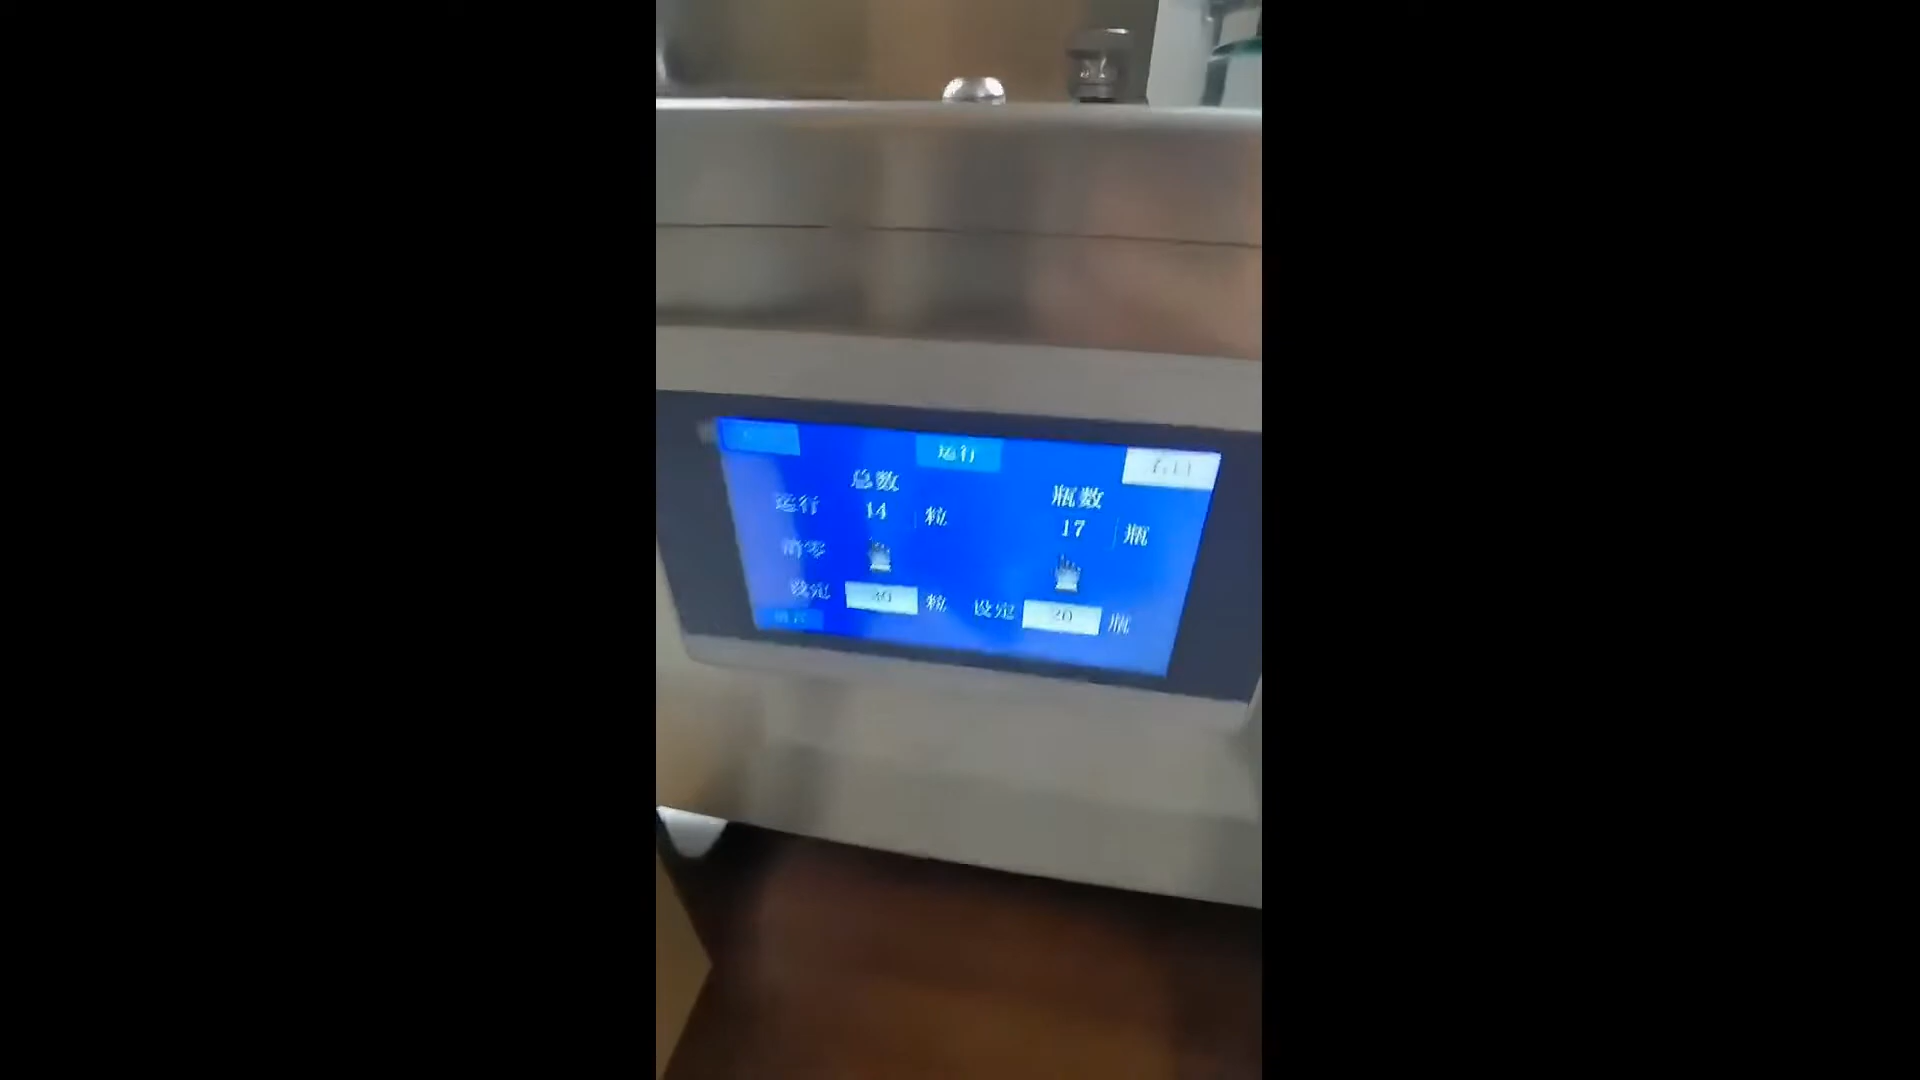 运行
总数
瓶数
运行 14 粒
17 瓶
清零
设定 30 粒 设定 20 瓶